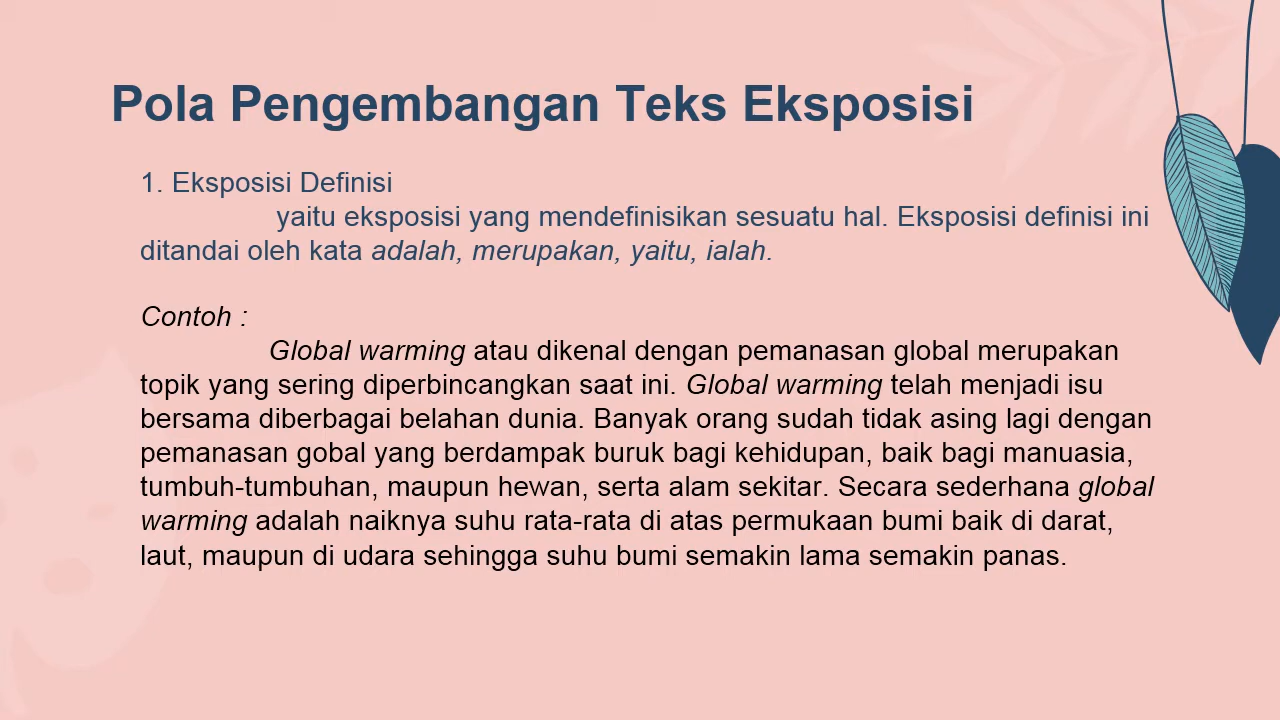 Pola Pengembangan Teks Eksposisi
1. Eksposisi Definisi
yaitu eksposisi yang mendefinisikan sesuatu hal. Eksposisi definisi ini
ditandai oleh kata adalah, merupakan, yaitu, ialah.
Contoh :
Global warming atau dikenal dengan pemanasan global merupakan
topik yang sering diperbincangkan saat ini. Global warming telah menjadi isu
bersama diberbagai belahan dunia. Banyak orang sudah tidak asing lagi dengan
pemanasan gobal yang berdampak buruk bagi kehidupan, baik bagi manuasia,
tumbuh-tumbuhan, maupun hewan, serta alam sekitar. Secara sederhana global
warming adalah naiknya suhu rata-rata di atas permukaan bumi baik di darat,
laut, maupun di udara sehingga suhu bumi semakin lama semakin panas.